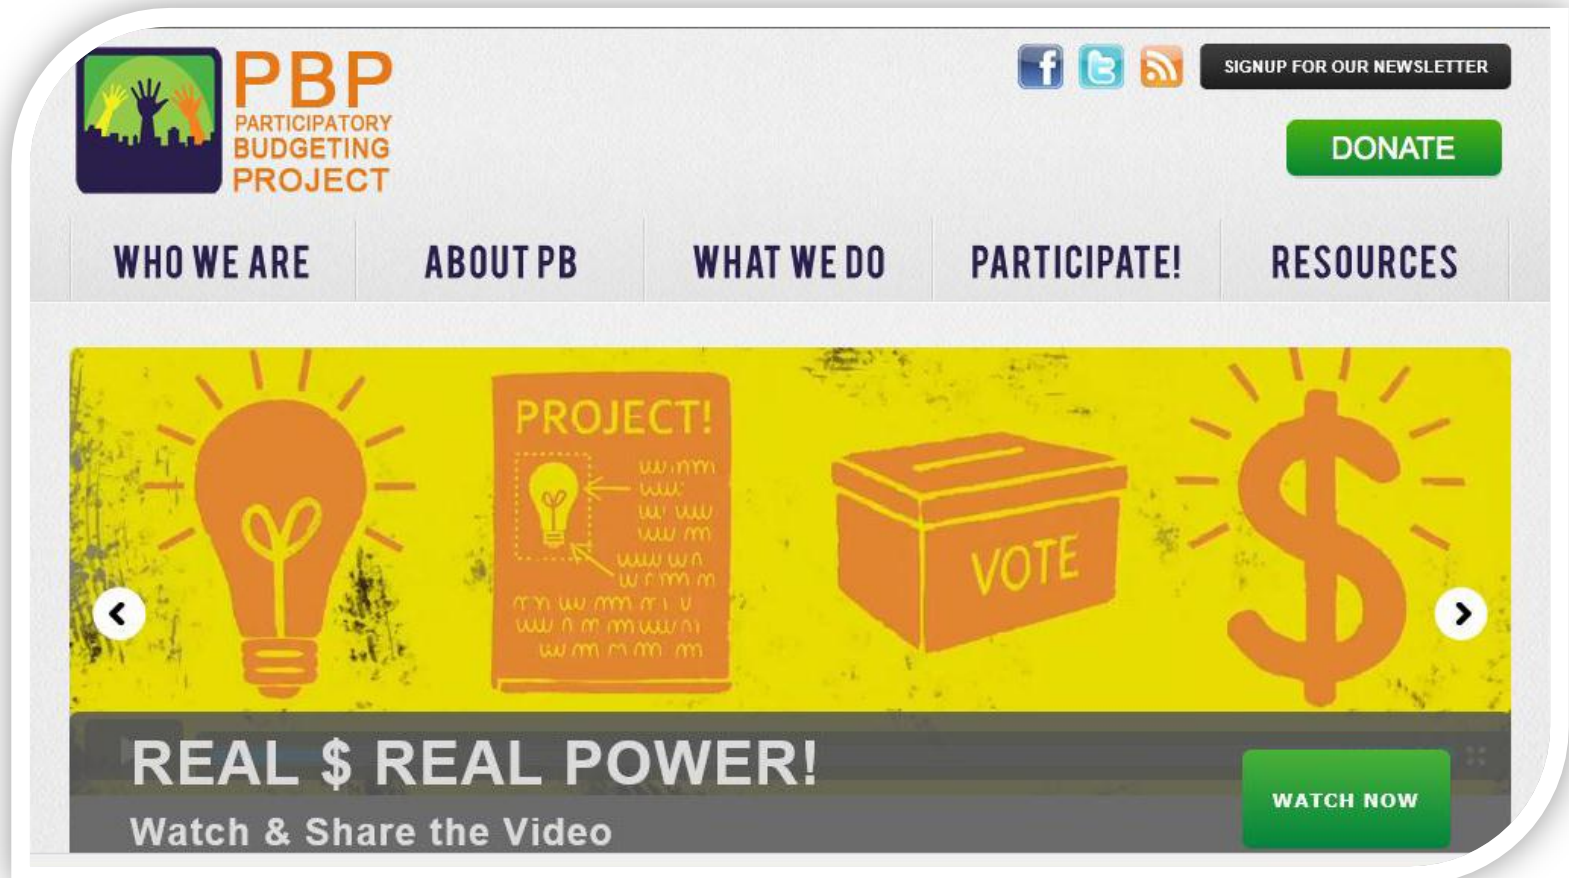 PBP
PARTICIPATORY
BUDGETING
PROJECT
SIGNUP FOR OUR NEWSLETTER
DONATE
WHO WE ARE
ABOUT PB
WHAT WE DO
PARTICIPATE!
RESOURCES
PROJECT!
VOTE
REAL $ REAL POWER!
Watch & Share the Video
WATCH NOW